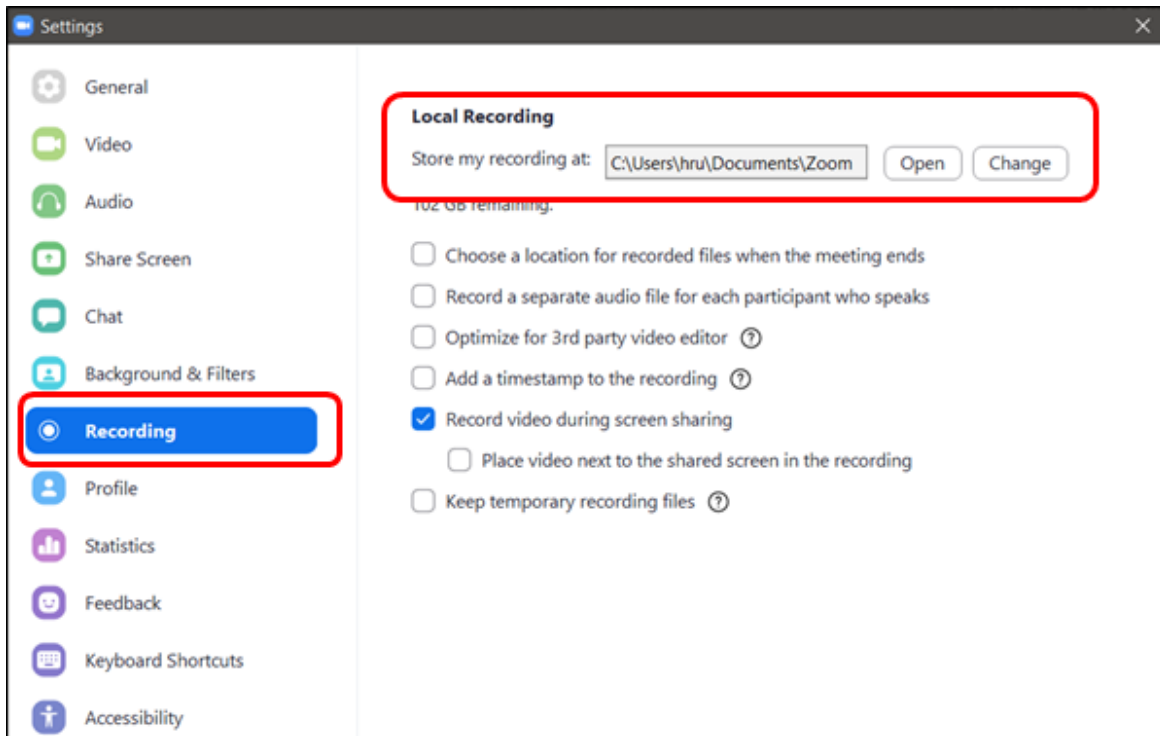 Settings
General
Video
Audio
Share Screen
Chat
Background & Filters
Recording
Profile
Statistics
Feedback
Keyboard Shortcuts
Accessibility
Local Recording
Store my recording at: C:\Users\hru\Documents\Zoom Open Change
102 GB remaining.
Choose a location for recorded files when the meeting ends
Record a separate audio file for each participant who speaks
Optimize for 3rd party video editor ?
Add a timestamp to the recording ?
Record video during screen sharing
Place video next to the shared screen in the recording
Keep temporary recording files ?